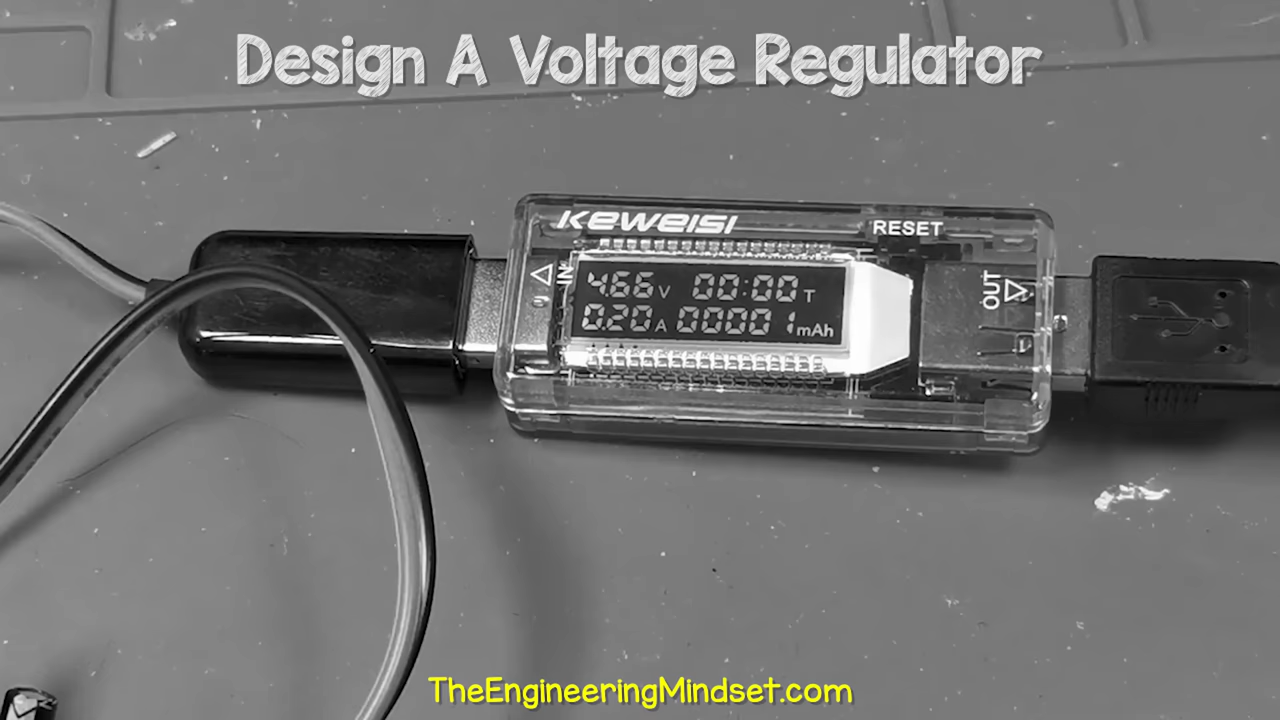 Design A Voltage Regulator
KEWEISI
RESET
IN
4.66V 00:00T
0.20A 00001mAh
OUT
TheEngineeringMindset.com